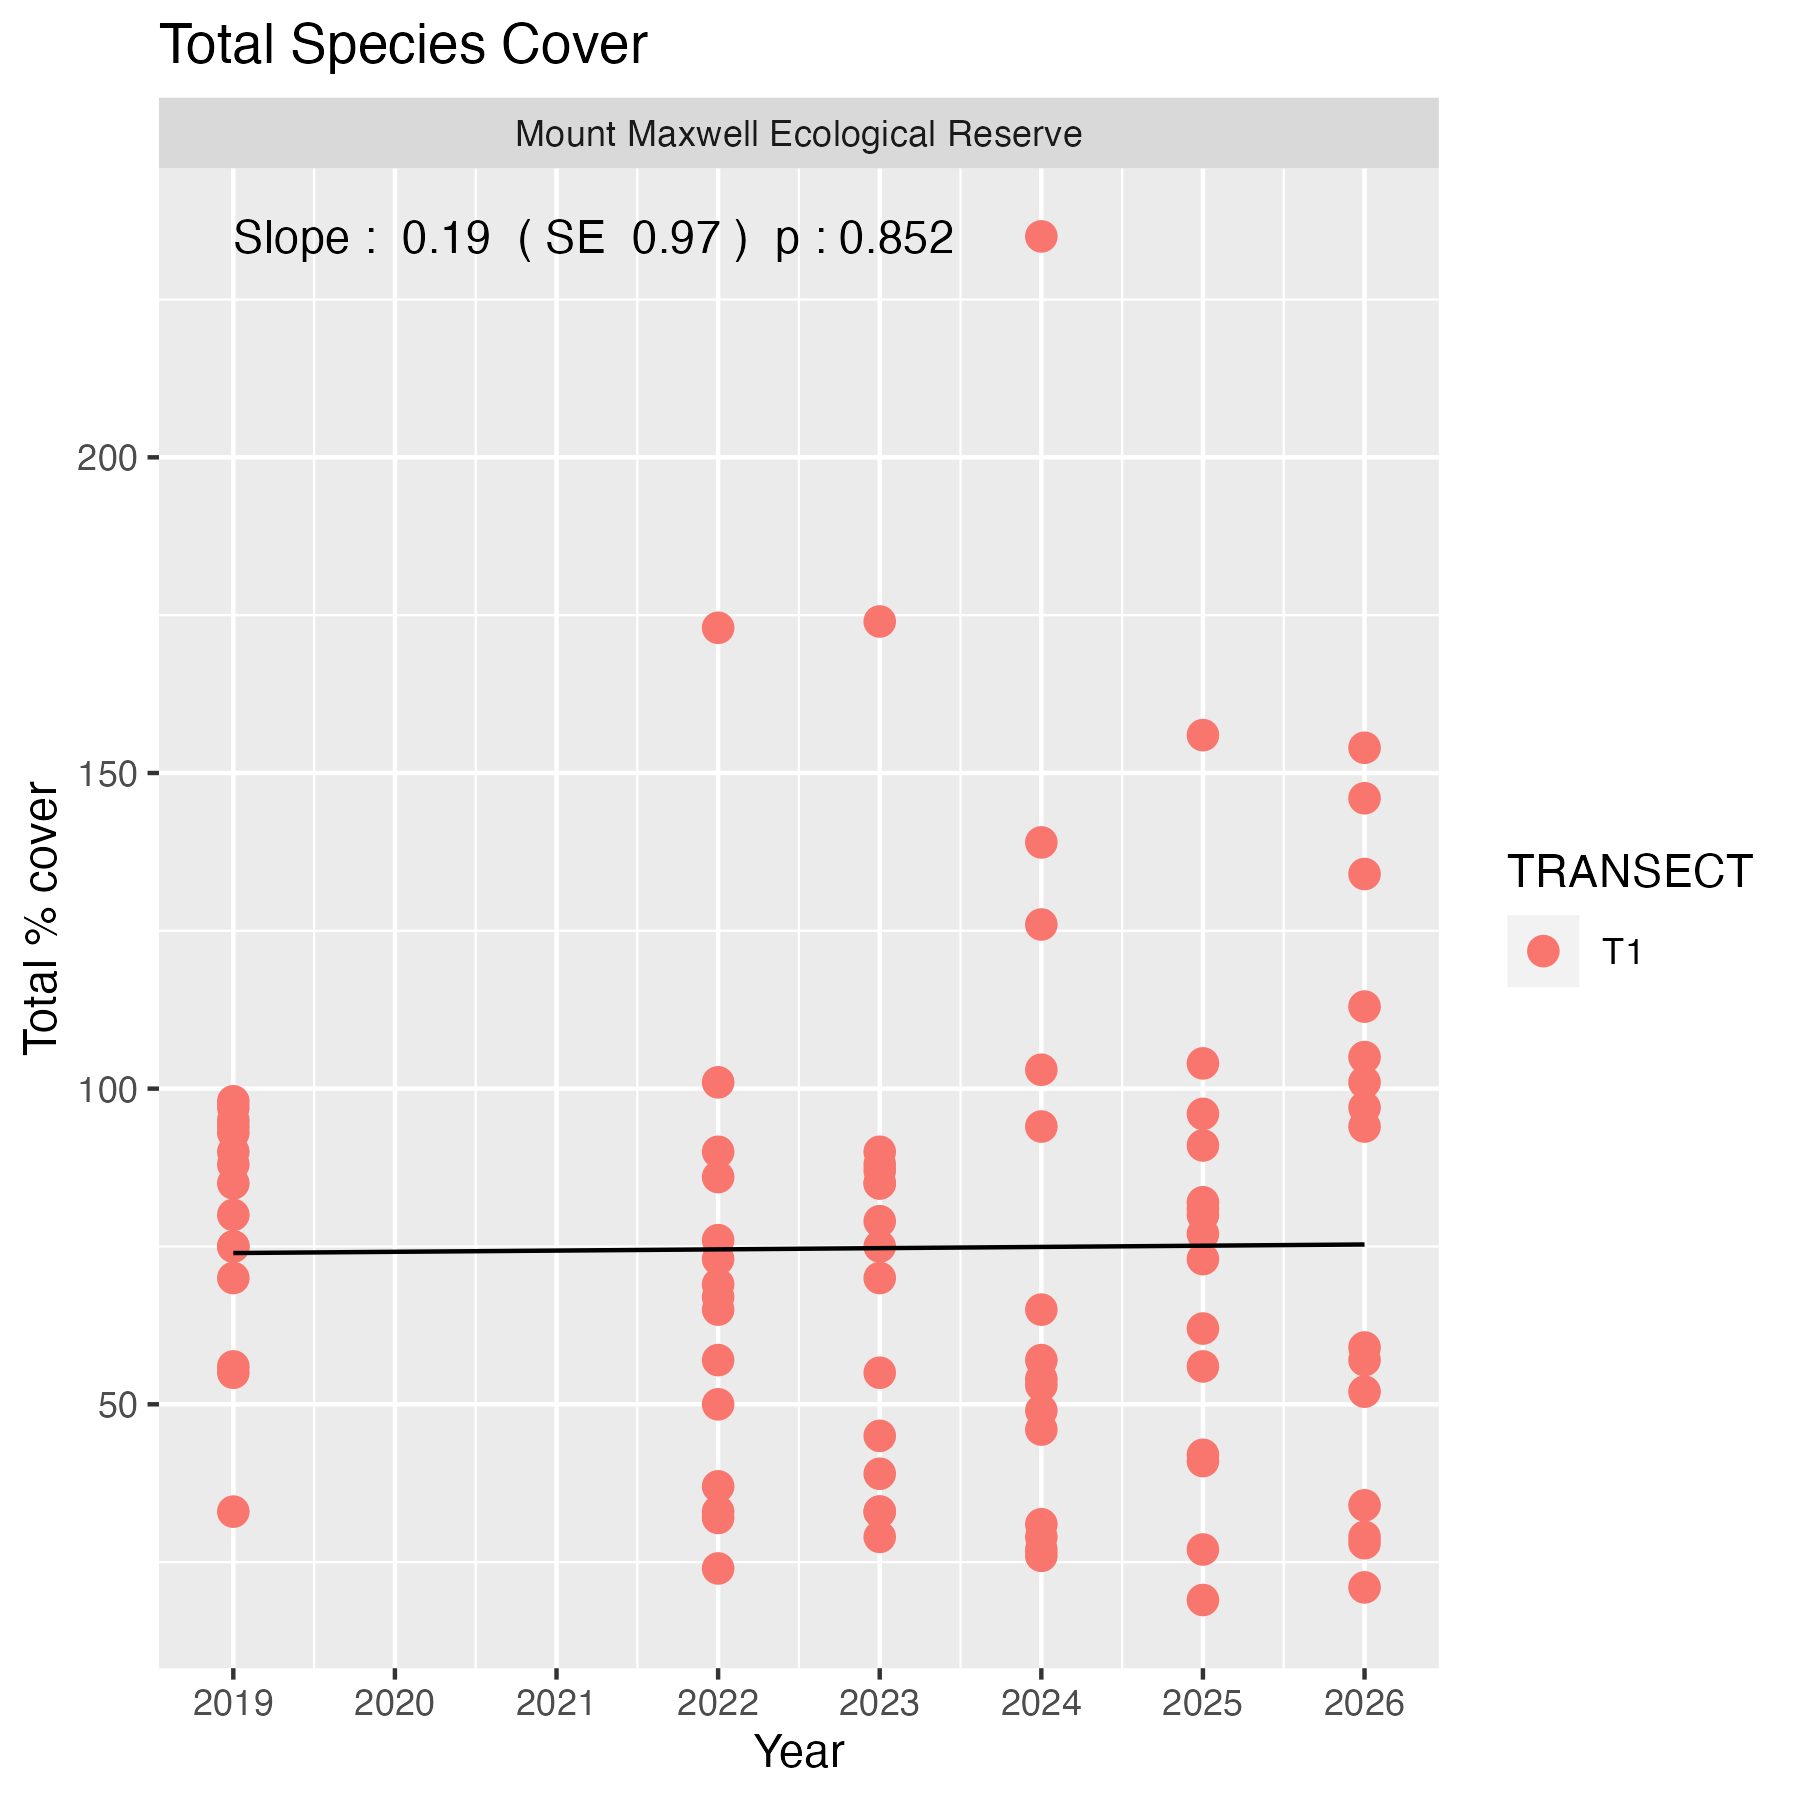 Total Species Cover
Mount Maxwell Ecological Reserve
Slope : 0.19 ( SE 0.97 ) p : 0.852
200
150
100
50
Total % cover
2019 2020 2021 2022 2023 2024 2025 2026
Year
TRANSECT
T1